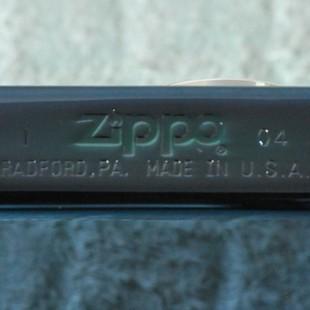 I Zippo® 04
RADFORD, PA. MADE IN U.S.A.